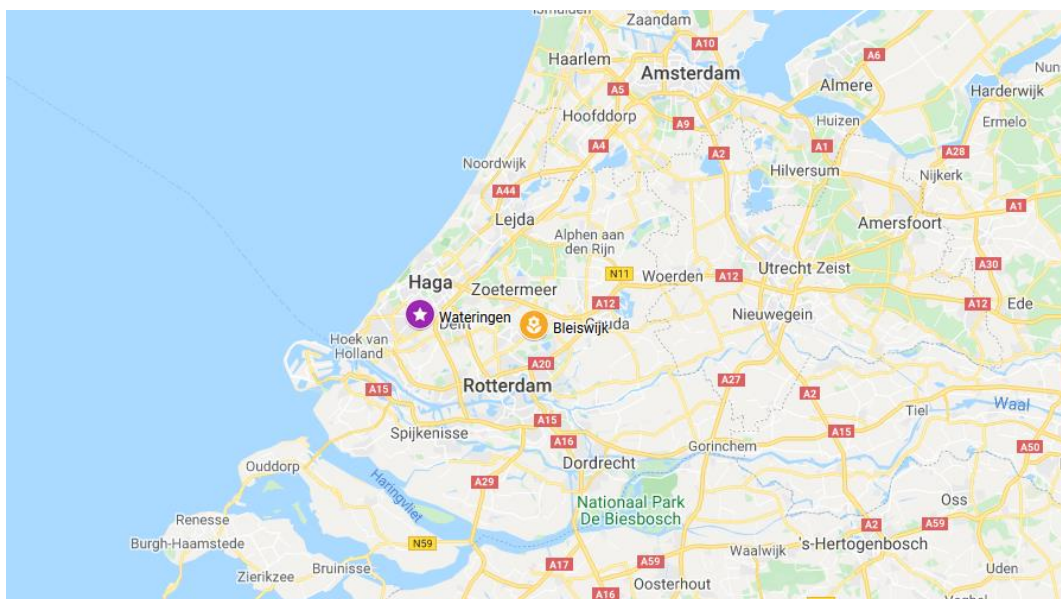 Ijmuiden
Zaandam
A10
Haarlem
Amsterdam
A6
A5
Almere
Nun
Harderwijk
Hoofddorp
A9
Huizen
Ermelo
A4
A2
A1
A28
Noordwijk
Hilversum
Nijkerk
A44
A1
Lejda
Amersfoort
Alphen aan
den Rijn
A30
Haga
Zoetermeer
N11
Woerden
A12
Utrecht
Zeist
A12
A12
Ede
Wateringen
Delft
Bleiswijk
Gouda
Nieuwegein
Hoek van
Holland
A20
A15
Rotterdam
A27
A2
Tiel
Waal
A15
A16
A15
Spijkenisse
Gorinchem
A50
Ouddorp
Dordrecht
A29
Haringvliet
Nationaal Park
De Biesbosch
Oss
Renesse
A2
A59
Burgh-Haamstede
N59
Waalwijk
's-Hertogenbosch
Bruinisse
A17
A59
Uden
Zierikzee
Oosterhout
A16